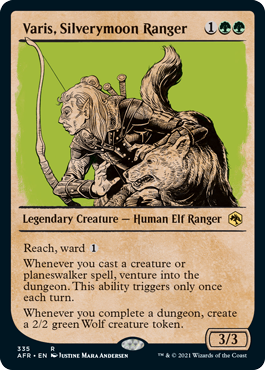 Varis, Silverymoon Ranger 1
Legendary Creature — Human Elf Ranger
Reach, ward 1
Whenever you cast a creature or
planeswalker spell, venture into the
dungeon. This ability triggers only once
each turn.
Whenever you complete a dungeon, create
a 2/2 green Wolf creature token.
3/3
335 R
AFR • EN Justine Mara Andersen
™ & © 2021 Wizards of the Coast